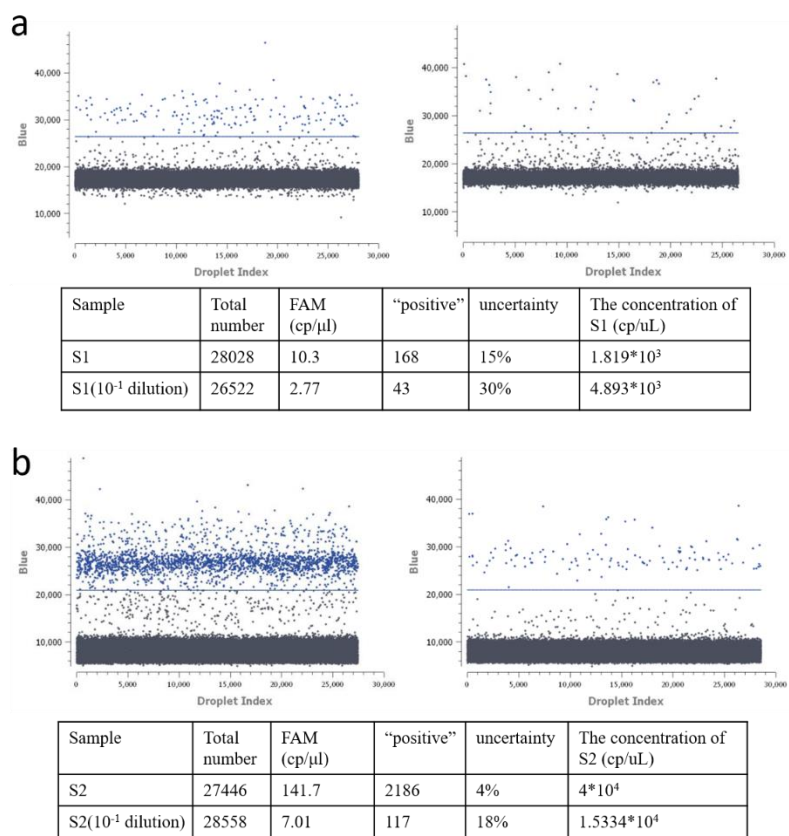 a
40,000
30,000
20,000
10,000
Blue
0 5,000 10,000 15,000 20,000 25,000 30,000
Droplet Index
40,000
30,000
20,000
10,000
Blue
0 5,000 10,000 15,000 20,000 25,000 30,000
Droplet Index
Sample Total number FAM (cp/µl) “positive” uncertainty The concentration of S1 (cp/uL)
S1 28028 10.3 168 15% 1.819*10³
S1(10⁻¹ dilution) 26522 2.77 43 30% 4.893*10³
b
40,000
30,000
20,000
10,000
Blue
0 5,000 10,000 15,000 20,000 25,000 30,000
Droplet Index
40,000
30,000
20,000
10,000
Blue
0 5,000 10,000 15,000 20,000 25,000 30,000
Droplet Index
Sample Total number FAM (cp/µl) “positive” uncertainty The concentration of S2 (cp/uL)
S2 27446 141.7 2186 4% 4*10⁴
S2(10⁻¹ dilution) 28558 7.01 117 18% 1.5334*10⁴